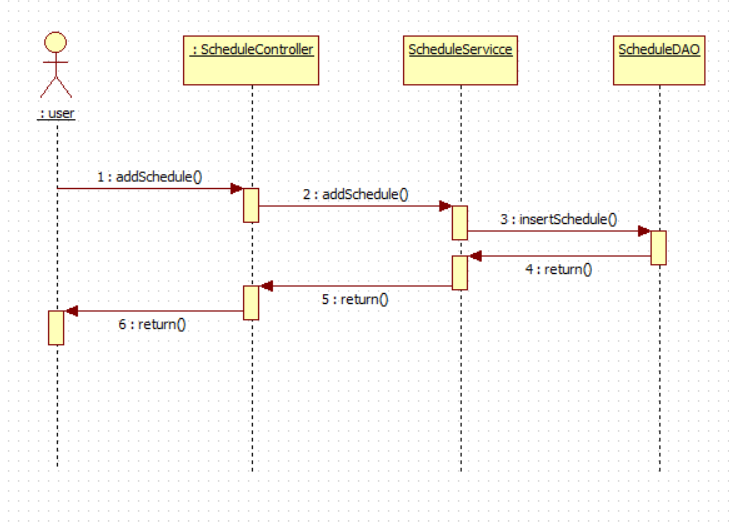 : ScheduleController
ScheduleServicce
ScheduleDAO
: user
1 : addSchedule()
2 : addSchedule()
3 : insertSchedule()
4 : return()
5 : return()
6 : return()